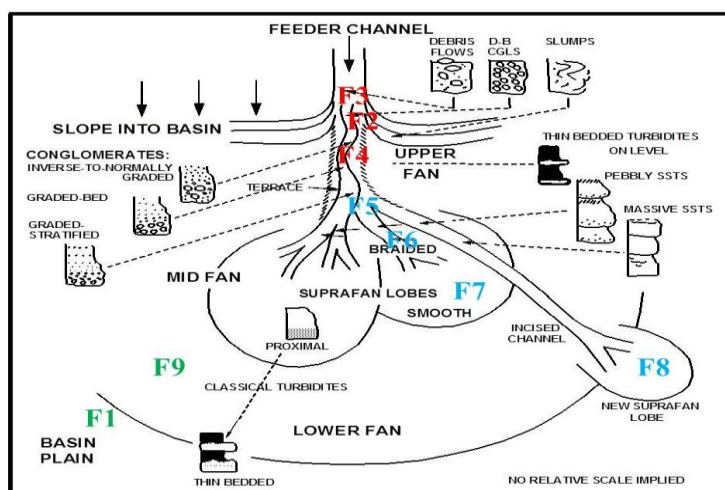 FEEDER CHANNEL
DEBRIS
FLOWS
D-B
CGLS
SLUMPS
F3
F2
SLOPE INTO BASIN
CONGLOMERATES:
INVERSE-TO-NORMALLY
GRADED
F4
UPPER
FAN
THIN BEDDED TURBIDITES
ON LEVEL
PEBBLY SSTS
GRADED-BED
TERRACE
MASSIVE SSTS
GRADED-
STRATIFIED
F5
F6
BRAIDED
MID FAN
SUPRAFAN LOBES
F7
SMOOTH
INCISED
CHANNEL
PROXIMAL
F9
CLASSICAL TURBIDITES
F8
F1
NEW SUPRAFAN
LOBE
BASIN
PLAIN
LOWER FAN
THIN BEDDED
NO RELATIVE SCALE IMPLIED